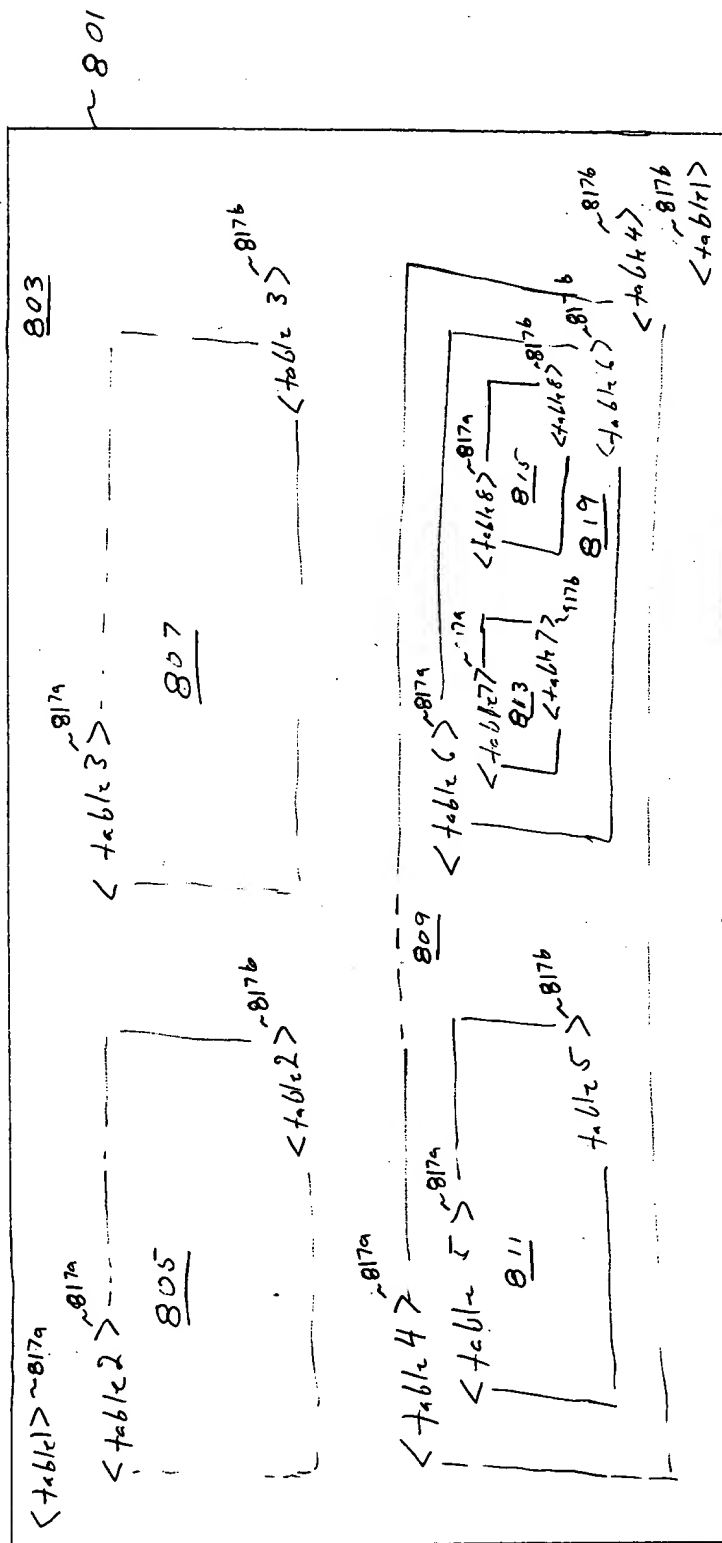 ~ 801
<table1> ~817a
803
<table2> ~817a
<table3> ~817a
805
807
<table2> ~817b
<table3> ~817b
<table4> ~817a
809
<table6> ~817a
<table5> ~817a
<table7> ~ 17a
<table8> ~817a
811
813
815
<table7> ~917b
<table8> ~817b
table5> ~817b
819
<table6> ~817b
~817b
<table4> ~817b
<table1> ~817b